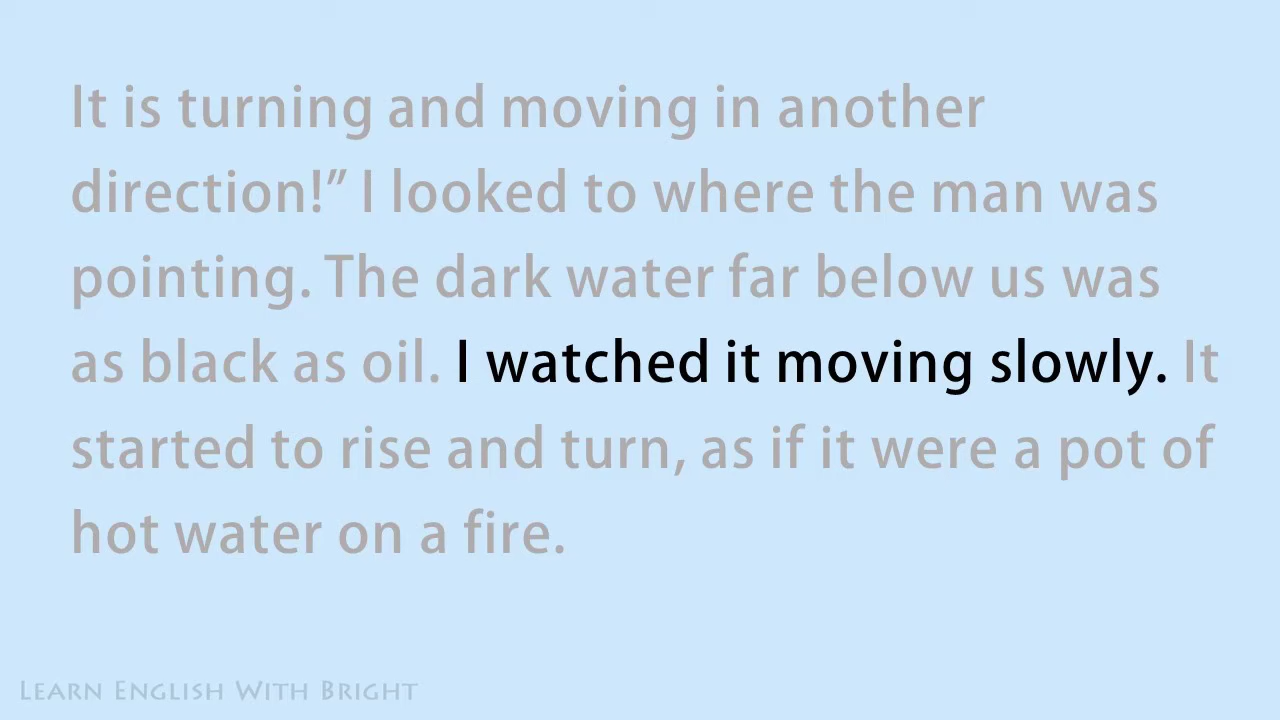 It is turning and moving in another
direction!” I looked to where the man was
pointing. The dark water far below us was
as black as oil. I watched it moving slowly. It
started to rise and turn, as if it were a pot of
hot water on a fire.
Learn English With Bright